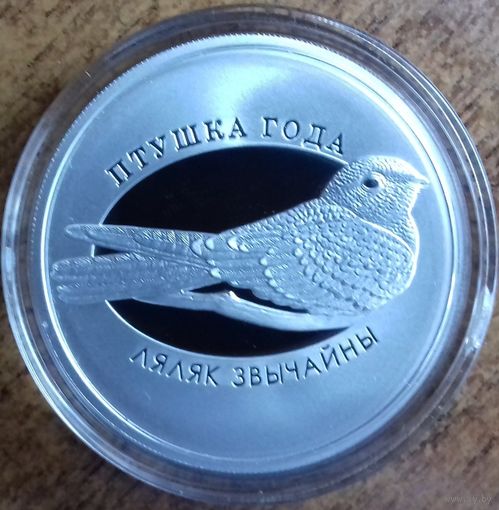 ПТУШКА ГОДА
ЛЯЛЯК ЗВЫЧАЙНЫ